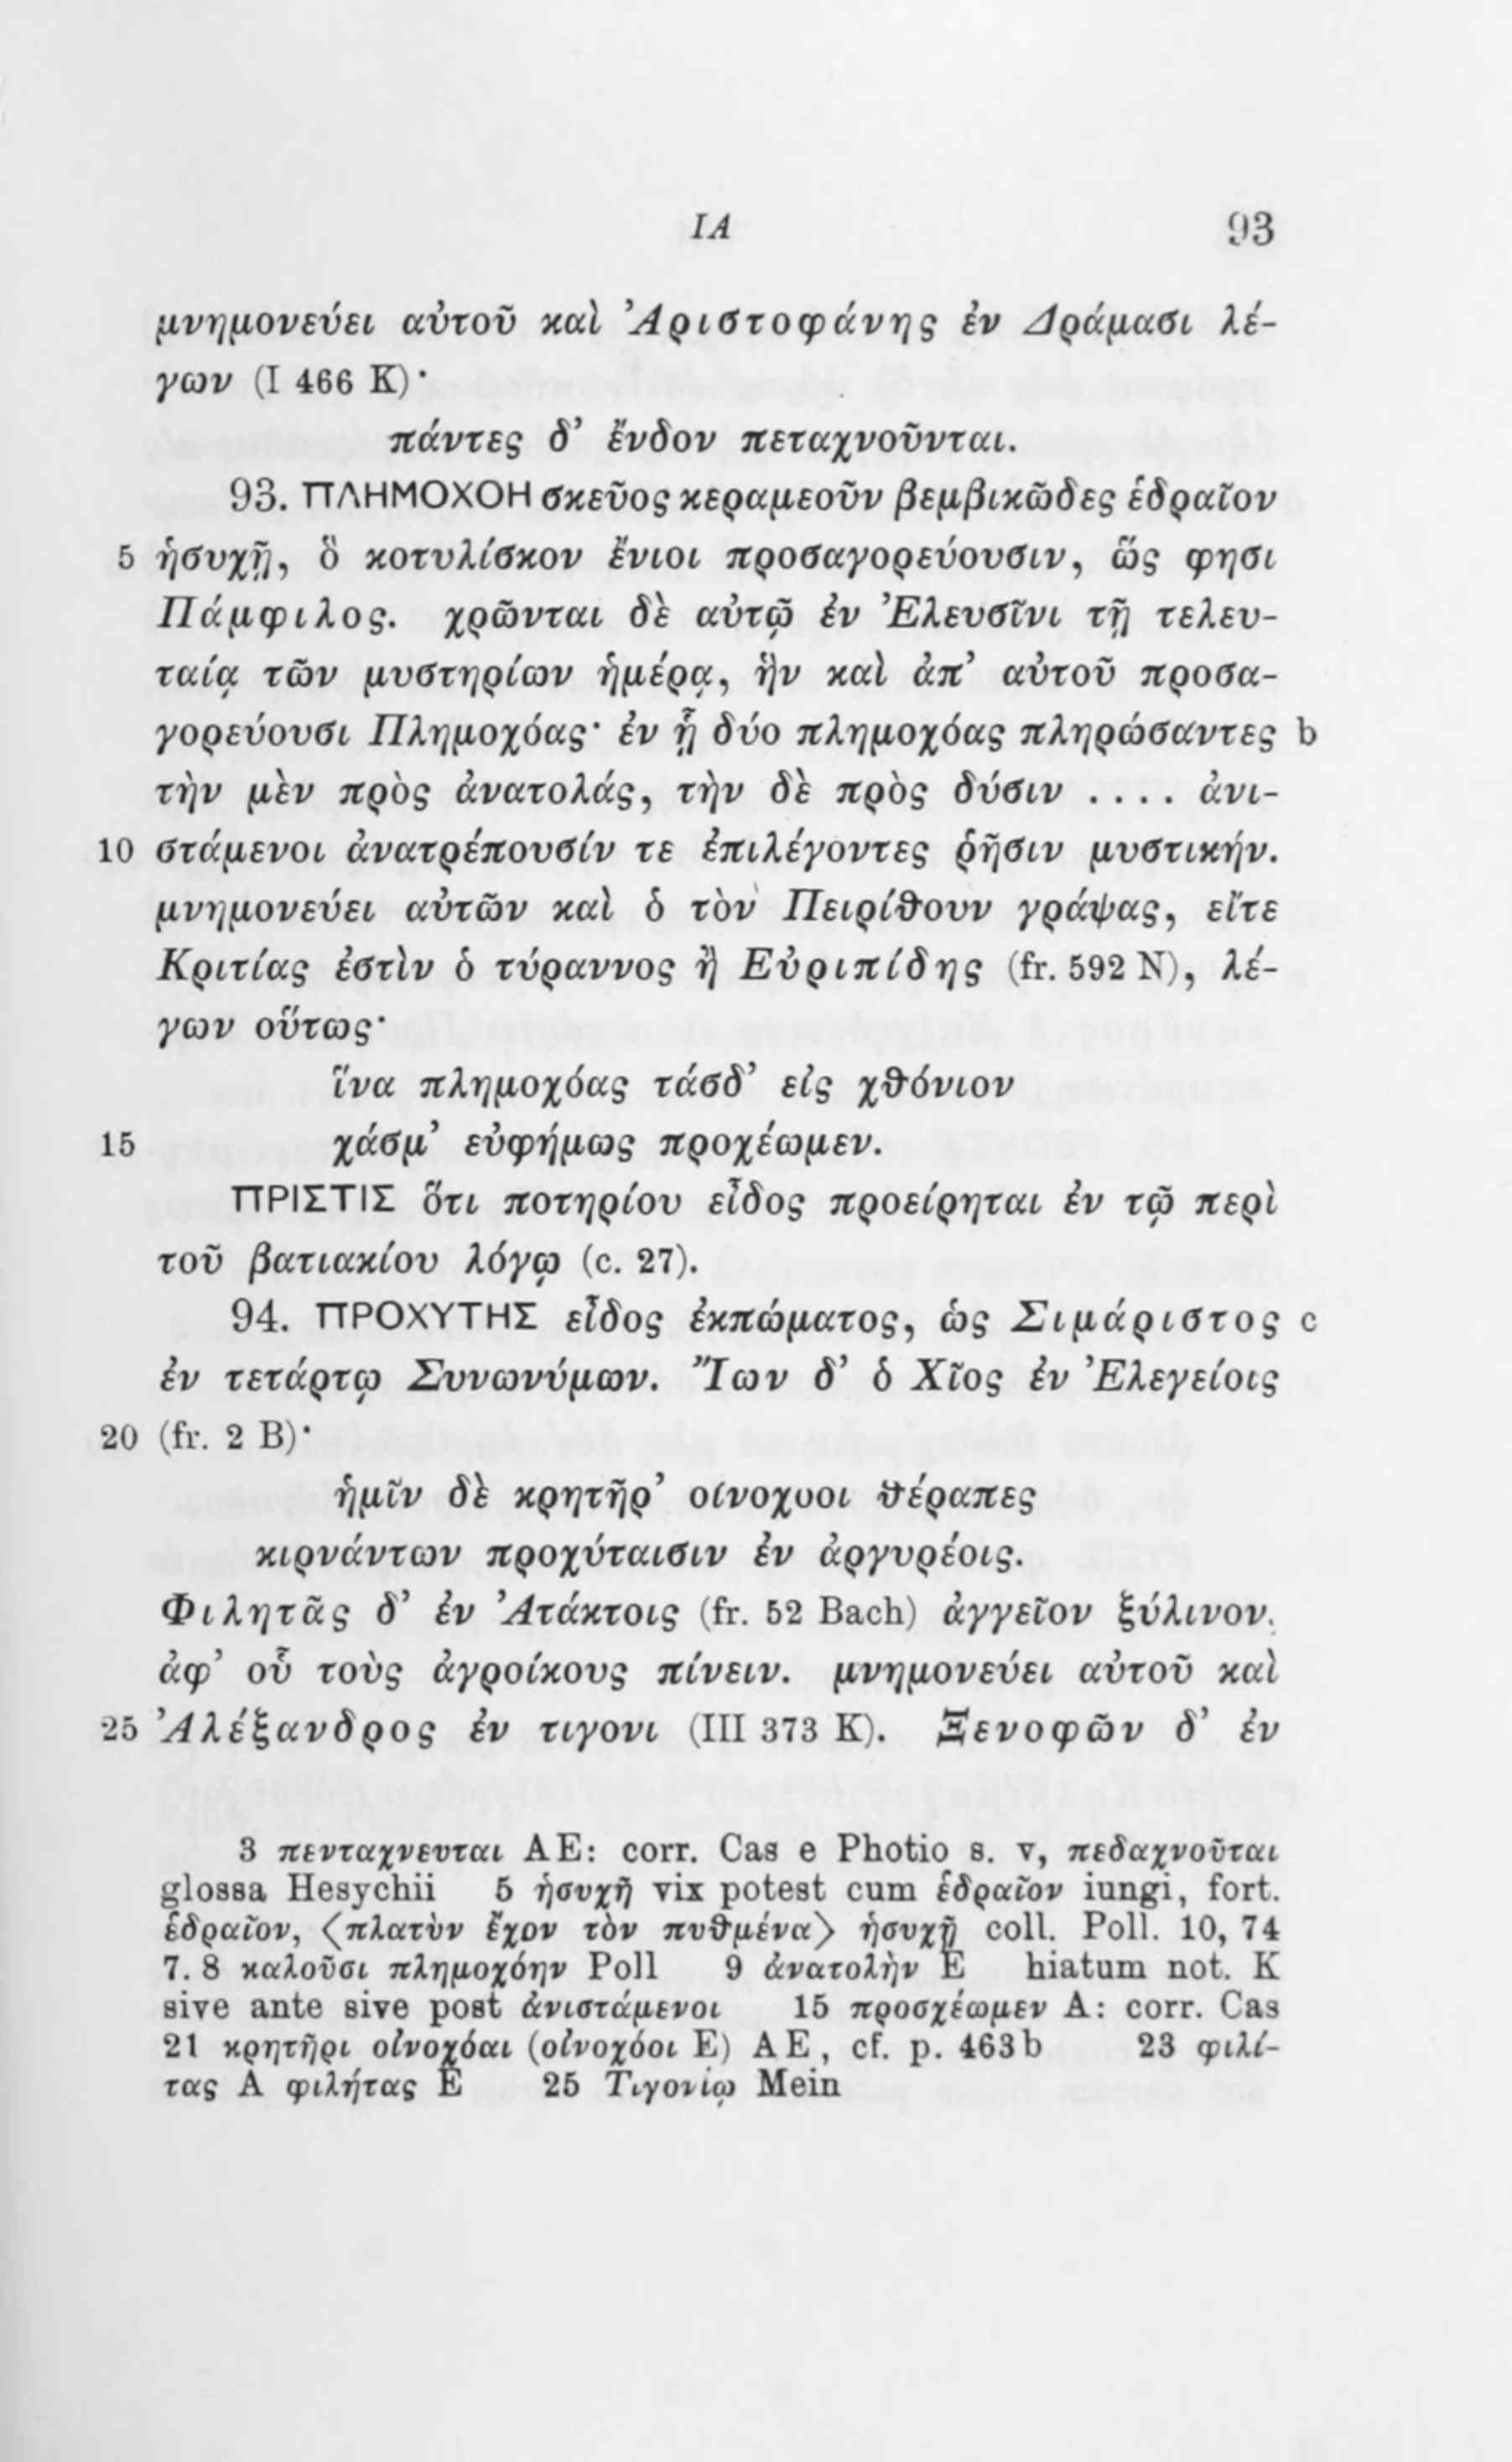 ΙΑ 93
μνημονεύει αὐτοῦ καὶ Ἀριστοφάνης ἐν Δράμασι λέ-
γων (I 466 K)·
πάντες δ’ ἔνδον πεταχνοῦνται.
93. ΠΛΗΜΟΧΟΗ σκεῦος κεραμεοῦν βεμβικῶδες ἑδραῖον
5 ἡσυχῇ, ὃ κοτυλίσκον ἔνιοι προσαγορεύουσιν, ὥς φησι
Πάμφιλος. χρῶνται δὲ αὐτῷ ἐν Ἐλευσῖνι τῇ τελευ-
ταίᾳ τῶν μυστηρίων ἡμέρᾳ, ἣν καὶ ἀπ’ αὐτοῦ προσα-
γορεύουσι Πλημοχόας· ἐν ᾗ δύο πλημοχόας πληρώσαντες b
τὴν μὲν πρὸς ἀνατολάς, τὴν δὲ πρὸς δύσιν .... ἀνι-
10 στάμενοι ἀνατρέπουσίν τε ἐπιλέγοντες ῥῆσιν μυστικήν.
μνημονεύει αὐτῶν καὶ ὁ τὸν Πειρίθουν γράψας, εἴτε
Κριτίας ἐστὶν ὁ τύραννος ἢ Εὐριπίδης (fr. 592 N), λέ-
γων οὕτως·
ἵνα πλημοχόας τάσδ’ εἰς χθόνιον
15 χάσμ’ εὐφήμως προχέωμεν.
ΠΡΙΣΤΙΣ ὅτι ποτηρίου εἶδος προείρηται ἐν τῷ περὶ
τοῦ βατιακίου λόγῳ (c. 27).
94. ΠΡΟΧΥΤΗΣ εἶδος ἐκπώματος, ὡς Σιμάριστος c
ἐν τετάρτῳ Συνωνύμων. Ἴων δ’ ὁ Χῖος ἐν Ἐλεγείοις
20 (fr. 2 B)·
ἡμῖν δὲ κρητῆρ’ οινοχυοι θέραπες
κιρνάντων προχύταισιν ἐν ἀργυρέοις.
Φιλητᾶς δ’ ἐν Ἀτάκτοις (fr. 52 Bach) ἀγγεῖον ξύλινον,
ἀφ’ οὗ τοὺς ἀγροίκους πίνειν. μνημονεύει αὐτοῦ καὶ
25 Ἀλέξανδρος ἐν τιγονι (III 373 K). Ξενοφῶν δ’ ἐν
3 πενταχνευται AE: corr. Cas e Photio s. v, πεδαχνοῦται
glossa Hesychii 5 ἡσυχῆ vix potest cum ἑδραῖον iungi, fort.
ἑδραῖον, ⟨πλατὺν ἔχον τὸν πυθμένα⟩ ἡσυχῇ coll. Poll. 10, 74
7. 8 καλοῦσι πλημοχόην Poll 9 ἀνατολὴν E hiatum not. K
sive ante sive post ἀνιστάμενοι 15 προσχέωμεν A: corr. Cas
21 κρητῆρι οἰνοχόαι (οἰνοχόοι E) AE, cf. p. 463b 23 φιλί-
τας A φιλήτας E 25 Τιγονίῳ Mein